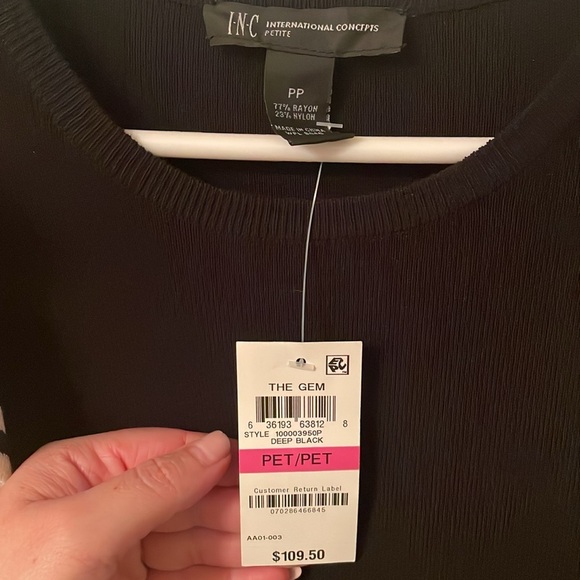 I·N·C INTERNATIONAL CONCEPTS
PETITE
PP
77% RAYON
23% NYLON
MADE IN CHINA
THE GEM
6 36193 63812 8
STYLE 100003950P
DEEP BLACK
PET/PET
Customer Return Label
070286466845
AA01-003
$109.50